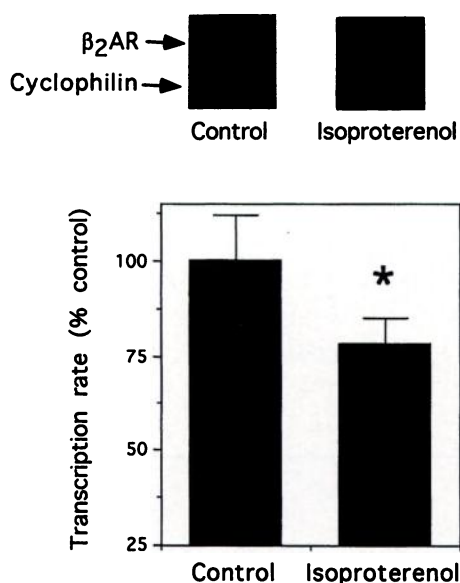 β₂AR
Cyclophilin
Control Isoproterenol
Transcription rate (% control)
100
*
75
50
25
Control Isoproterenol